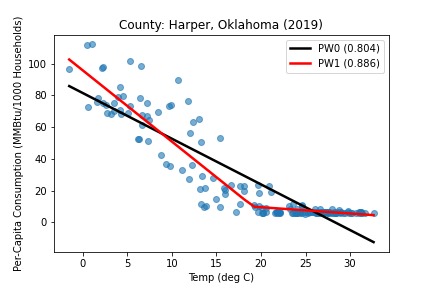 County: Harper, Oklahoma (2019)
Per-Capita Consumption (MMBtu/1000 Households)
100
80
60
40
20
0
PW0 (0.804)
PW1 (0.886)
0 5 10 15 20 25 30
Temp (deg C)